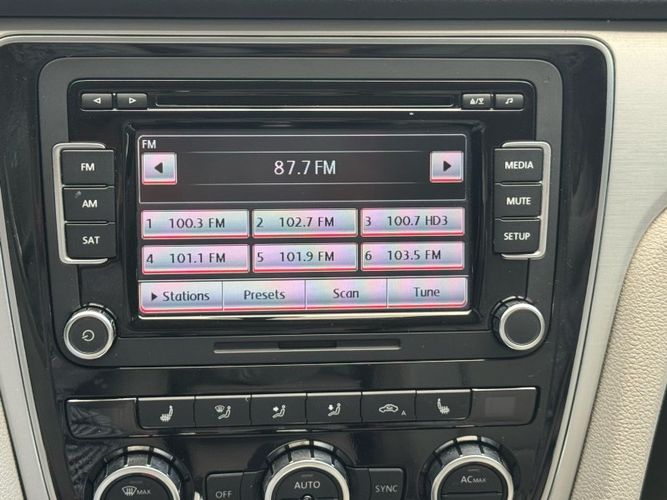 FM
87.7 FM
FM
AM
SAT
1 100.3 FM 2 102.7 FM 3 100.7 HD3
4 101.1 FM 5 101.9 FM 6 103.5 FM
Stations Presets Scan Tune
MEDIA
MUTE
SETUP
A
MAX OFF AUTO SYNC AC MAX